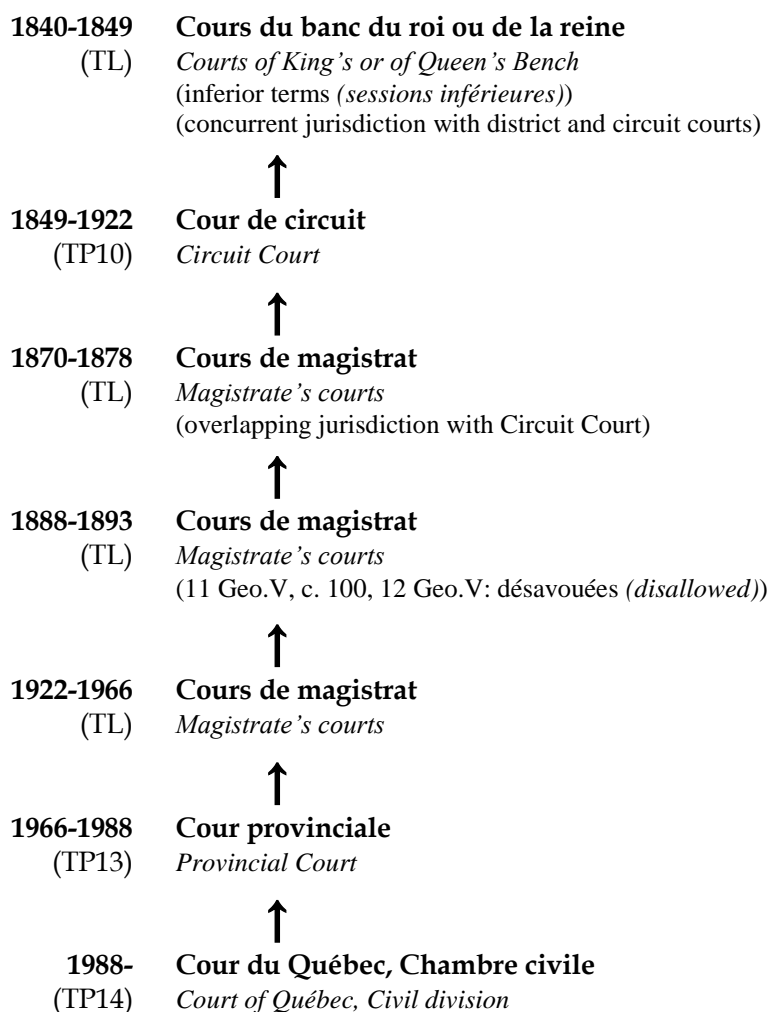 1840-1849 Cours du banc du roi ou de la reine
(TL) Courts of King's or of Queen's Bench
(inferior terms (sessions inférieures))
(concurrent jurisdiction with district and circuit courts)
1849-1922 Cour de circuit
(TP10) Circuit Court
1870-1878 Cours de magistrat
(TL) Magistrate's courts
(overlapping jurisdiction with Circuit Court)
1888-1893 Cours de magistrat
(TL) Magistrate's courts
(11 Geo.V, c. 100, 12 Geo.V: désavouées (disallowed))
1922-1966 Cours de magistrat
(TL) Magistrate's courts
1966-1988 Cour provinciale
(TP13) Provincial Court
1988- Cour du Québec, Chambre civile
(TP14) Court of Québec, Civil division